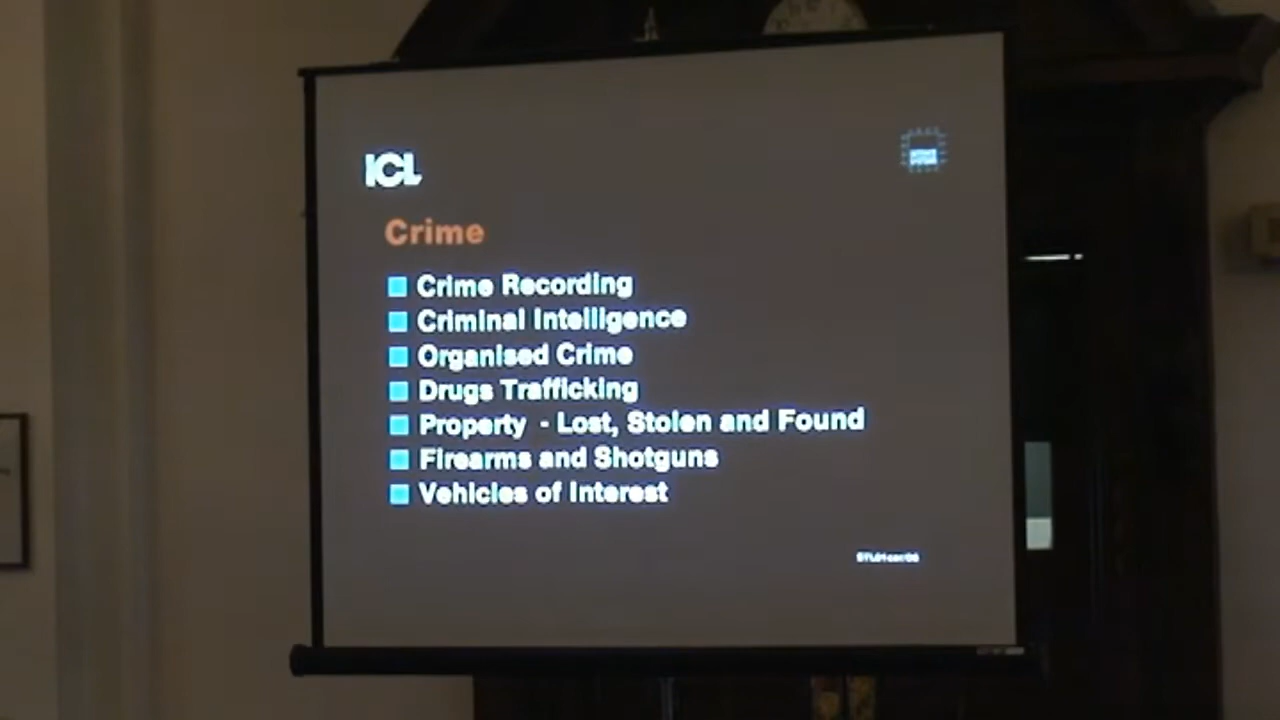 ICL
Crime
Crime Recording
Criminal Intelligence
Organised Crime
Drugs Trafficking
Property - Lost, Stolen and Found
Firearms and Shotguns
Vehicles of Interest